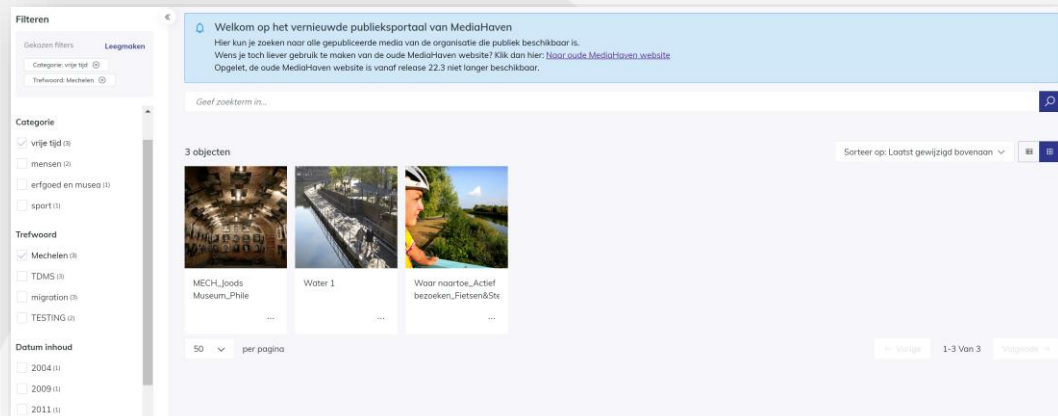 Filteren
Gekozen filters Leegmaken
Categorie: vrije tijd
Trefwoord: Mechelen
Categorie
vrije tijd (3)
mensen (2)
erfgoed en musea (1)
sport (1)
Trefwoord
Mechelen (3)
TDMS (3)
migration (3)
TESTING (2)
Datum inhoud
2004 (1)
2009 (1)
2011 (1)
Welkom op het vernieuwde publieksportaal van MediaHaven
Hier kun je zoeken naar alle gepubliceerde media van de organisatie die publiek beschikbaar is.
Wens je toch liever gebruik te maken van de oude MediaHaven website? Klik dan hier: Naar oude MediaHaven website
Opgelet, de oude MediaHaven website is vanaf release 22.3 niet langer beschikbaar.
Geef zoekterm in...
3 objecten
Sorteer op: Laatst gewijzigd bovenaan
MECH_Joods
Museum_Phile
...
Water 1
...
Waar naartoe_Actief
bezoeken_Fietsen&Ste
...
50 per pagina
← Vorige 1-3 Van 3 Volgende →